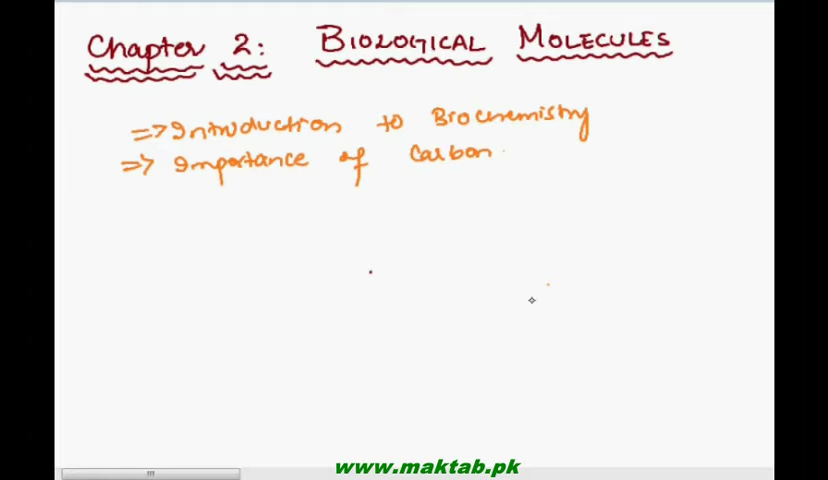 Chapter 2: BIOLOGICAL MOLECULES
=> Introduction to Biochemistry
=> Importance of Carbon
www.maktab.pk